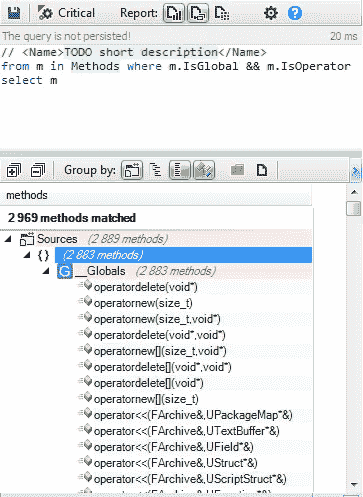 Critical Report:
The query is not persisted! 20 ms
// <Name>TODO short description</Name>
from m in Methods where m.IsGlobal && m.IsOperator
select m
Group by:
methods
2 969 methods matched
Sources (2 889 methods)
{} (2 883 methods)
G __Globals (2 883 methods)
operatordelete(void*)
operatornew(size_t)
operatornew(size_t,void*)
operatordelete(void*,void*)
operatornew[](size_t,void*)
operatordelete[](void*,void*)
operatordelete[](void*)
operatornew[](size_t)
operator<<(FArchive&,UPackageMap*&)
operator<<(FArchive&,UTextBuffer*&)
operator<<(FArchive&,UField*&)
operator<<(FArchive&,UStruct*&)
operator<<(FArchive&,UScriptStruct*&)